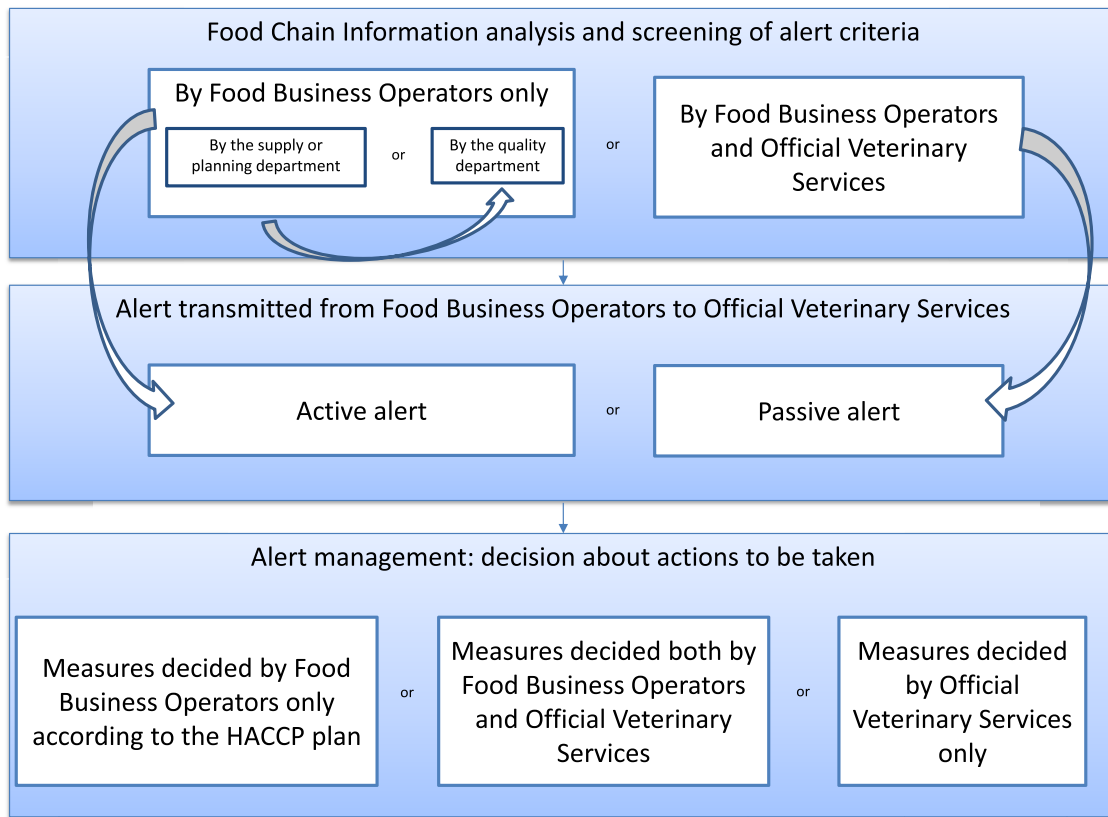 Food Chain Information analysis and screening of alert criteria
By Food Business Operators only
By the supply or
planning department
or
By the quality
department
or
By Food Business Operators
and Official Veterinary
Services
Alert transmitted from Food Business Operators to Official Veterinary Services
Active alert
or
Passive alert
Alert management: decision about actions to be taken
Measures decided by Food
Business Operators only
according to the HACCP plan
or
Measures decided both by
Food Business Operators
and Official Veterinary
Services
or
Measures decided
by Official
Veterinary Services
only